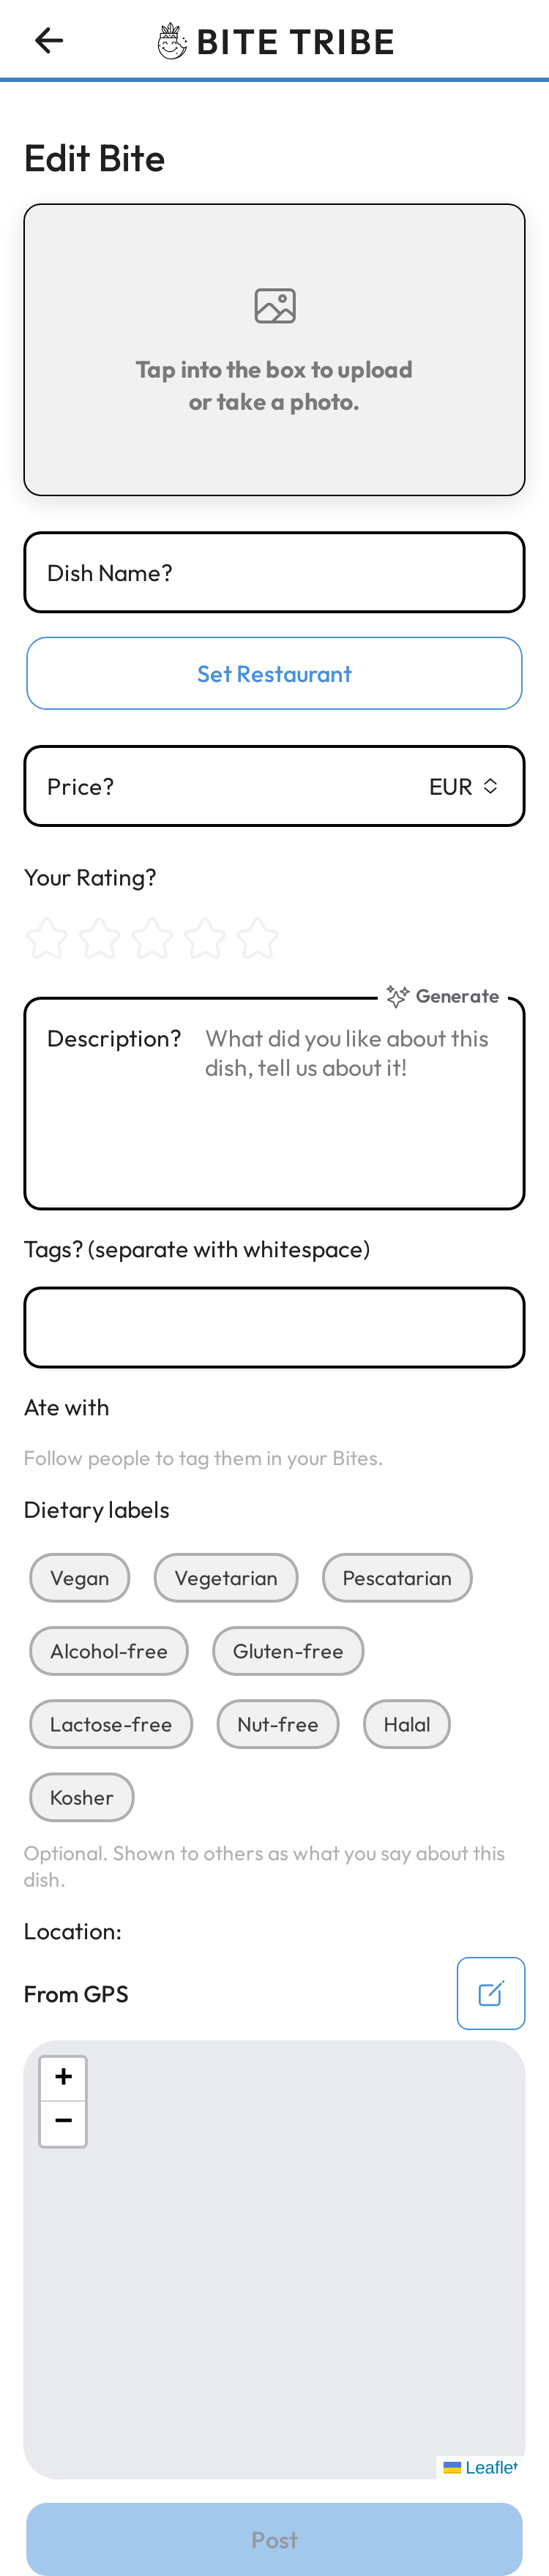 BITE TRIBE
Edit Bite
Tap into the box to upload
or take a photo.
Dish Name?
Set Restaurant
Price? EUR
Your Rating?
Generate
Description? What did you like about this
dish, tell us about it!
Tags? (separate with whitespace)
Ate with
Follow people to tag them in your Bites.
Dietary labels
Vegan Vegetarian Pescatarian
Alcohol-free Gluten-free
Lactose-free Nut-free Halal
Kosher
Optional. Shown to others as what you say about this
dish.
Location:
From GPS
+
−
Leaflet
Post